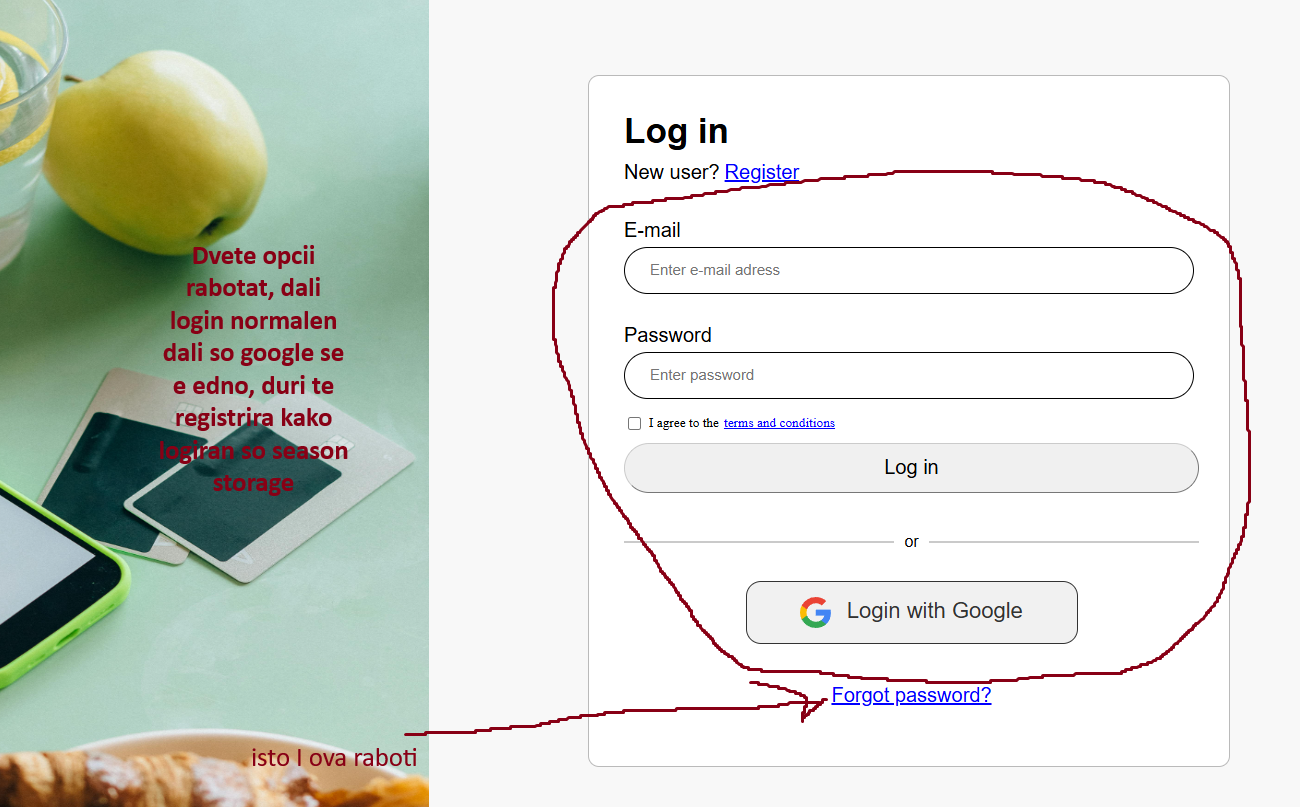 Dvete opcii
rabotat, dali
login normalen
dali so google se
e edno, duri te
registrira kako
logiran so season
storage
isto I ova raboti
Log in
New user? Register
E-mail
Enter e-mail adress
Password
Enter password
I agree to the terms and conditions
Log in
or
Login with Google
Forgot password?